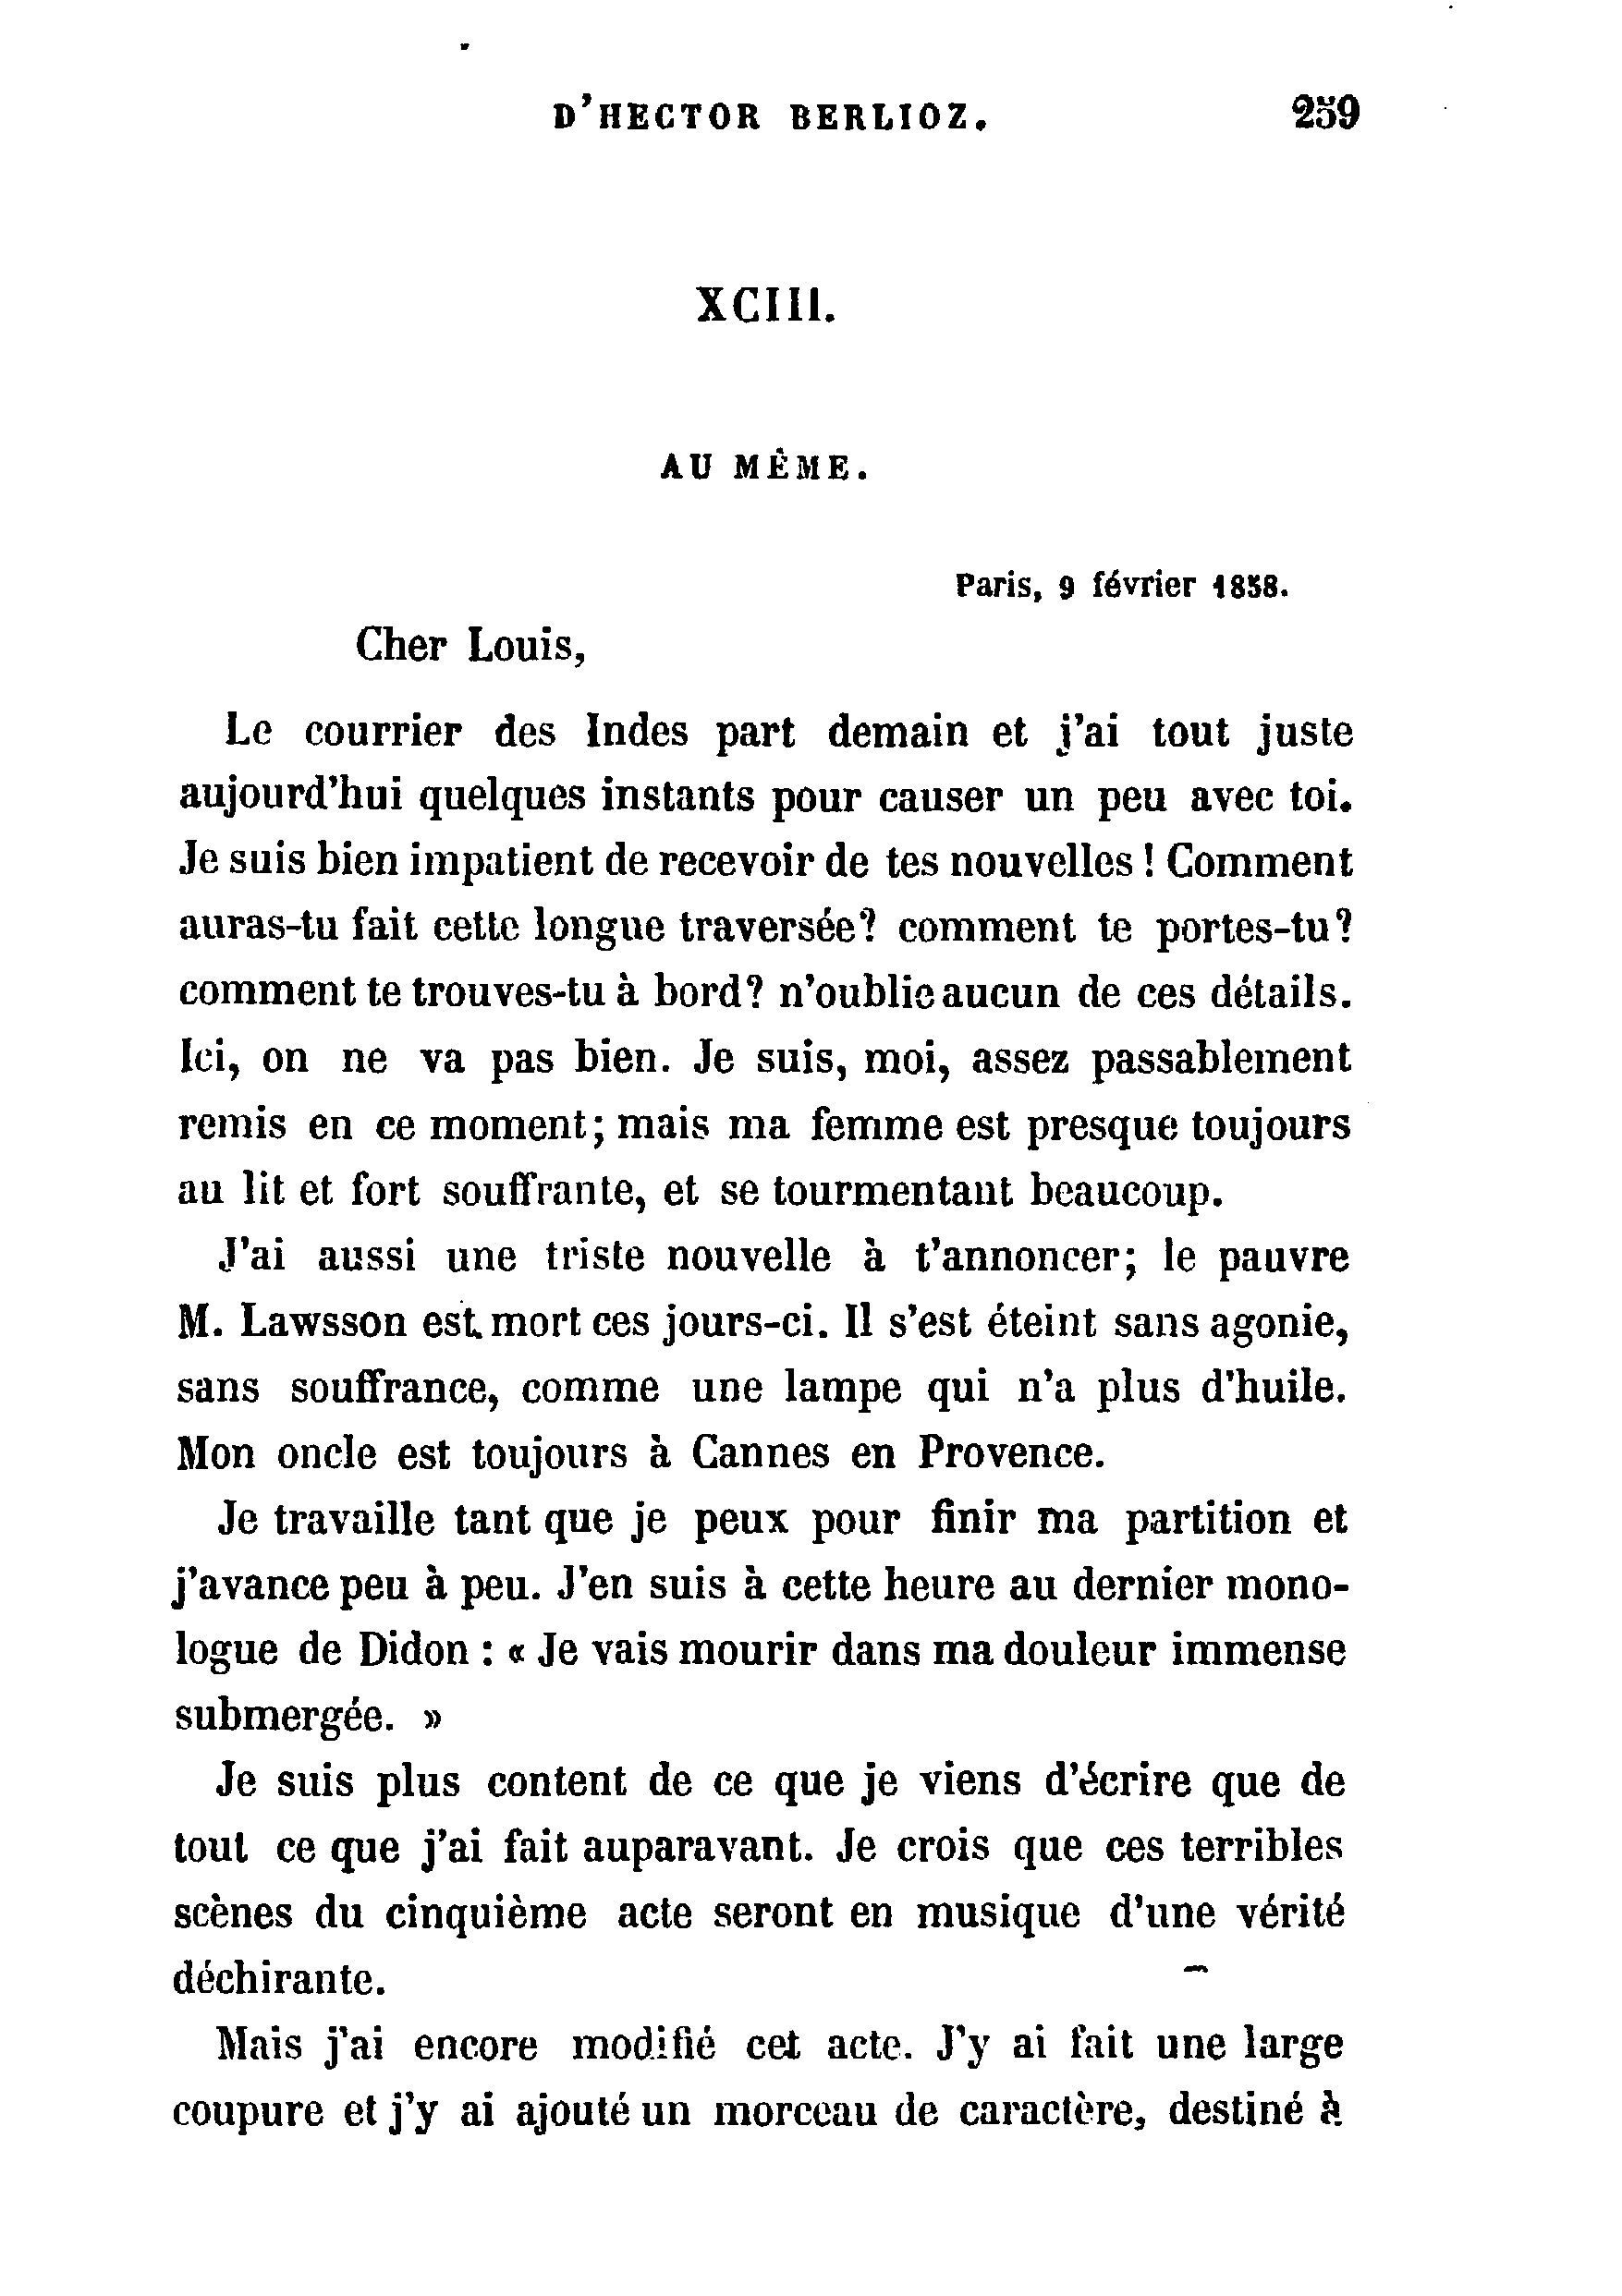 D'HECTOR BERLIOZ. 259
XCIII.
AU MÊME.
Paris, 9 février 1858.
Cher Louis,
Le courrier des Indes part demain et j'ai tout juste
aujourd'hui quelques instants pour causer un peu avec toi.
Je suis bien impatient de recevoir de tes nouvelles ! Comment
auras-tu fait cette longue traversée? comment te portes-tu?
comment te trouves-tu à bord? n'oublie aucun de ces détails.
Ici, on ne va pas bien. Je suis, moi, assez passablement
remis en ce moment; mais ma femme est presque toujours
au lit et fort souffrante, et se tourmentant beaucoup.
J'ai aussi une triste nouvelle à t'annoncer; le pauvre
M. Lawsson est mort ces jours-ci. Il s'est éteint sans agonie,
sans souffrance, comme une lampe qui n'a plus d'huile.
Mon oncle est toujours à Cannes en Provence.
Je travaille tant que je peux pour finir ma partition et
j'avance peu à peu. J'en suis à cette heure au dernier mono-
logue de Didon : « Je vais mourir dans ma douleur immense
submergée. »
Je suis plus content de ce que je viens d'écrire que de
tout ce que j'ai fait auparavant. Je crois que ces terribles
scènes du cinquième acte seront en musique d'une vérité
déchirante.
Mais j'ai encore modifié cet acte. J'y ai fait une large
coupure et j'y ai ajouté un morceau de caractère, destiné à